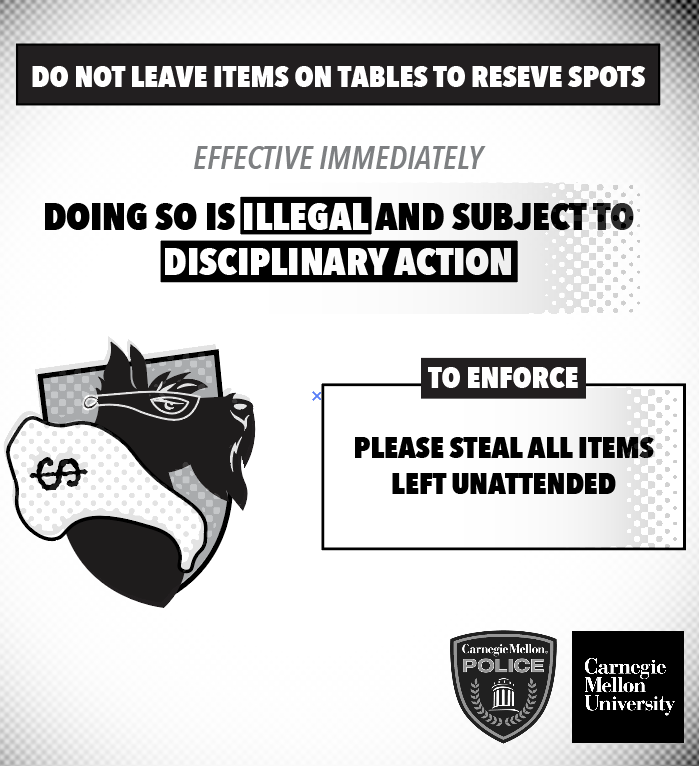 DO NOT LEAVE ITEMS ON TABLES TO RESEVE SPOTS
EFFECTIVE IMMEDIATELY
DOING SO IS ILLEGAL AND SUBJECT TO
DISCIPLINARY ACTION
$
TO ENFORCE
PLEASE STEAL ALL ITEMS
LEFT UNATTENDED
Carnegie Mellon
POLICE
Carnegie
Mellon
University